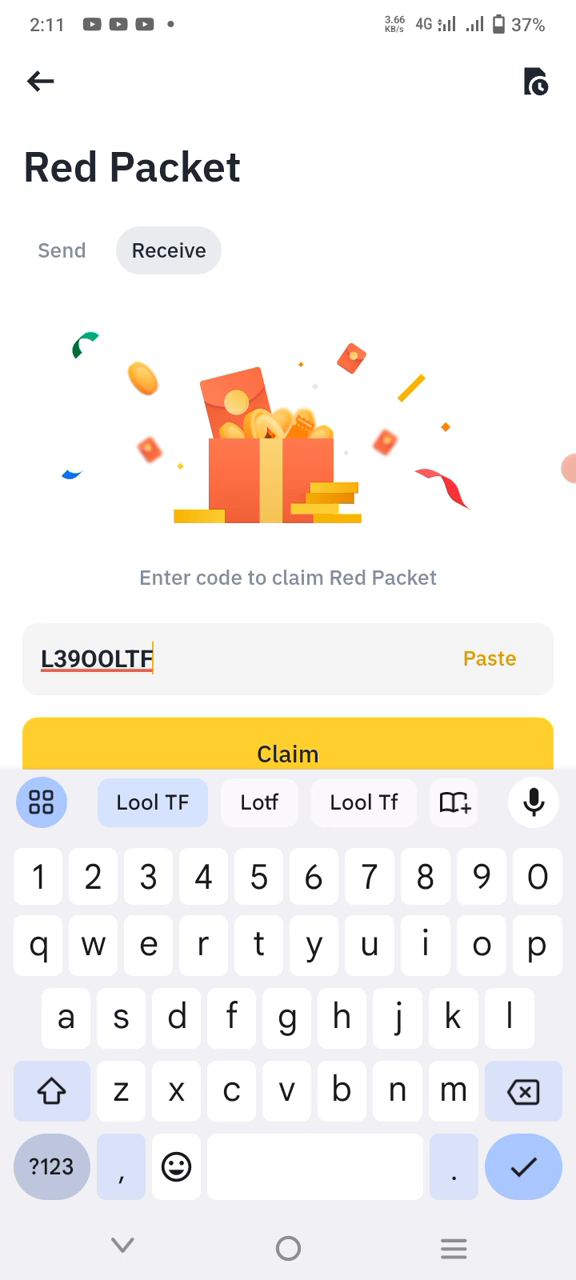 2:11
3.66
KB/s
4G
37%
Red Packet
Send
Receive
Enter code to claim Red Packet
L39OOLTF
Paste
Claim
Lool TF
Lotf
Lool Tf
1 2 3 4 5 6 7 8 9 0
q w e r t y u i o p
a s d f g h j k l
z x c v b n m
?123 , .